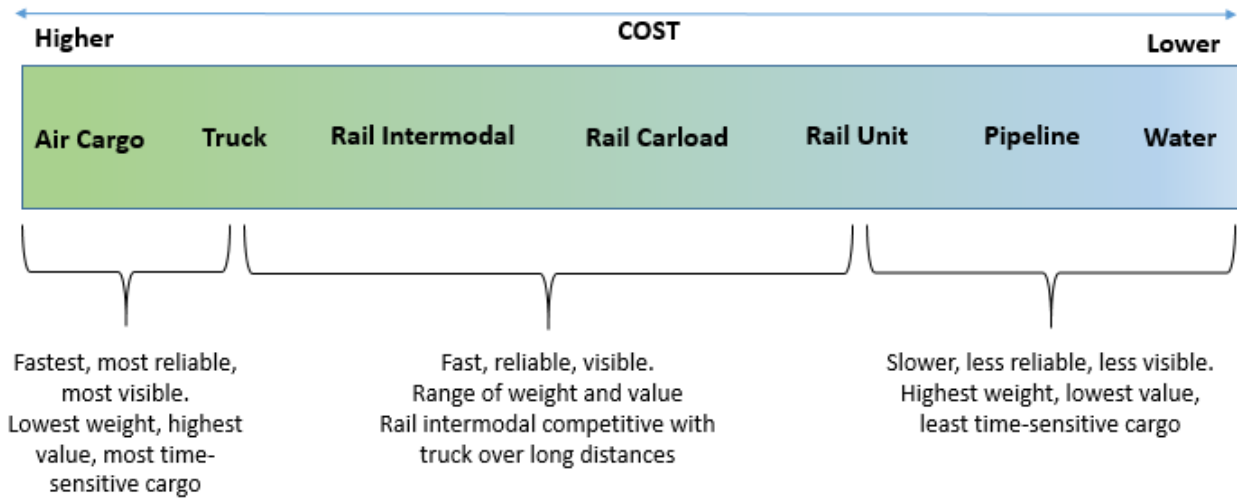 COST
Higher
Lower
Air Cargo
Truck
Rail Intermodal
Rail Carload
Rail Unit
Pipeline
Water
Fastest, most reliable,
most visible.
Lowest weight, highest
value, most time-
sensitive cargo
Fast, reliable, visible.
Range of weight and value
Rail intermodal competitive with
truck over long distances
Slower, less reliable, less visible.
Highest weight, lowest value,
least time-sensitive cargo